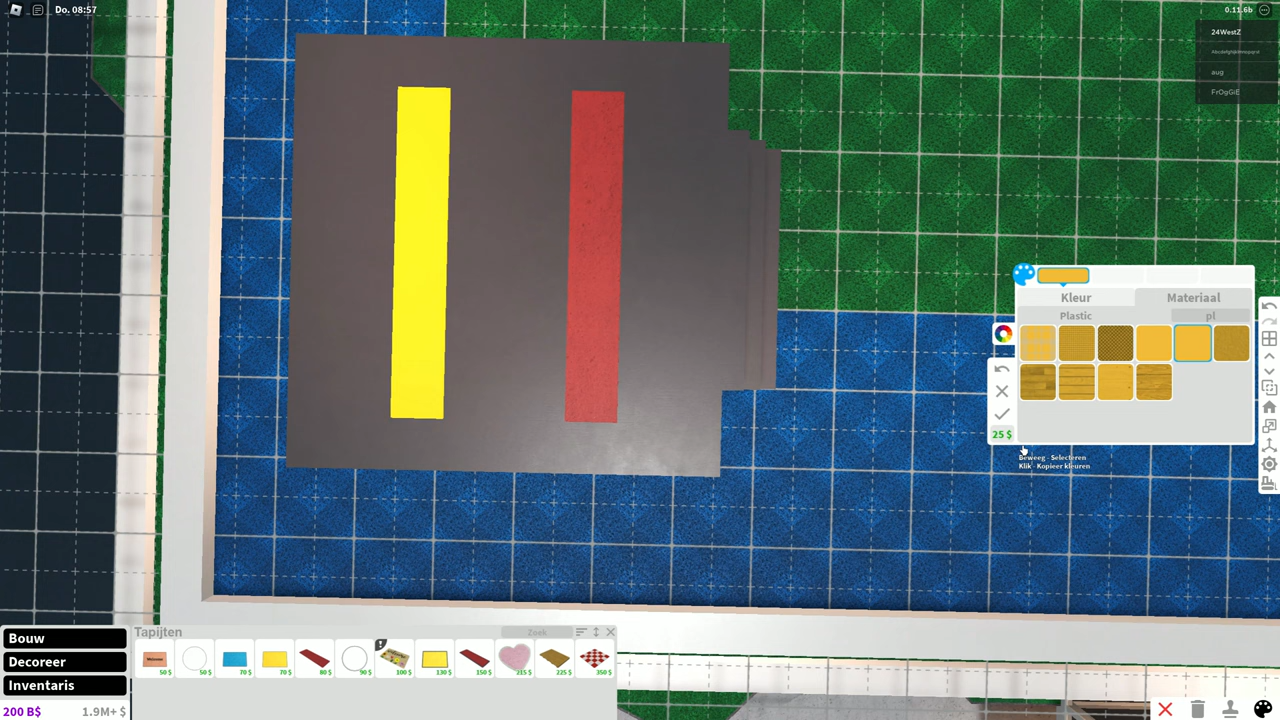 Do. 08:57
0.11.6b
24WestZ
aug
FrOgGiE
Kleur
Materiaal
Plastic
pl
25 $
Beweeg - Selecteren
Klik - Kopieer kleuren
Bouw
Decoreer
Inventaris
200 B$
1.9M+ $
Tapijten
Zoek
Welcome
50 $
50 $
70 $
70 $
80 $
90 $
100 $
130 $
150 $
215 $
225 $
350 $